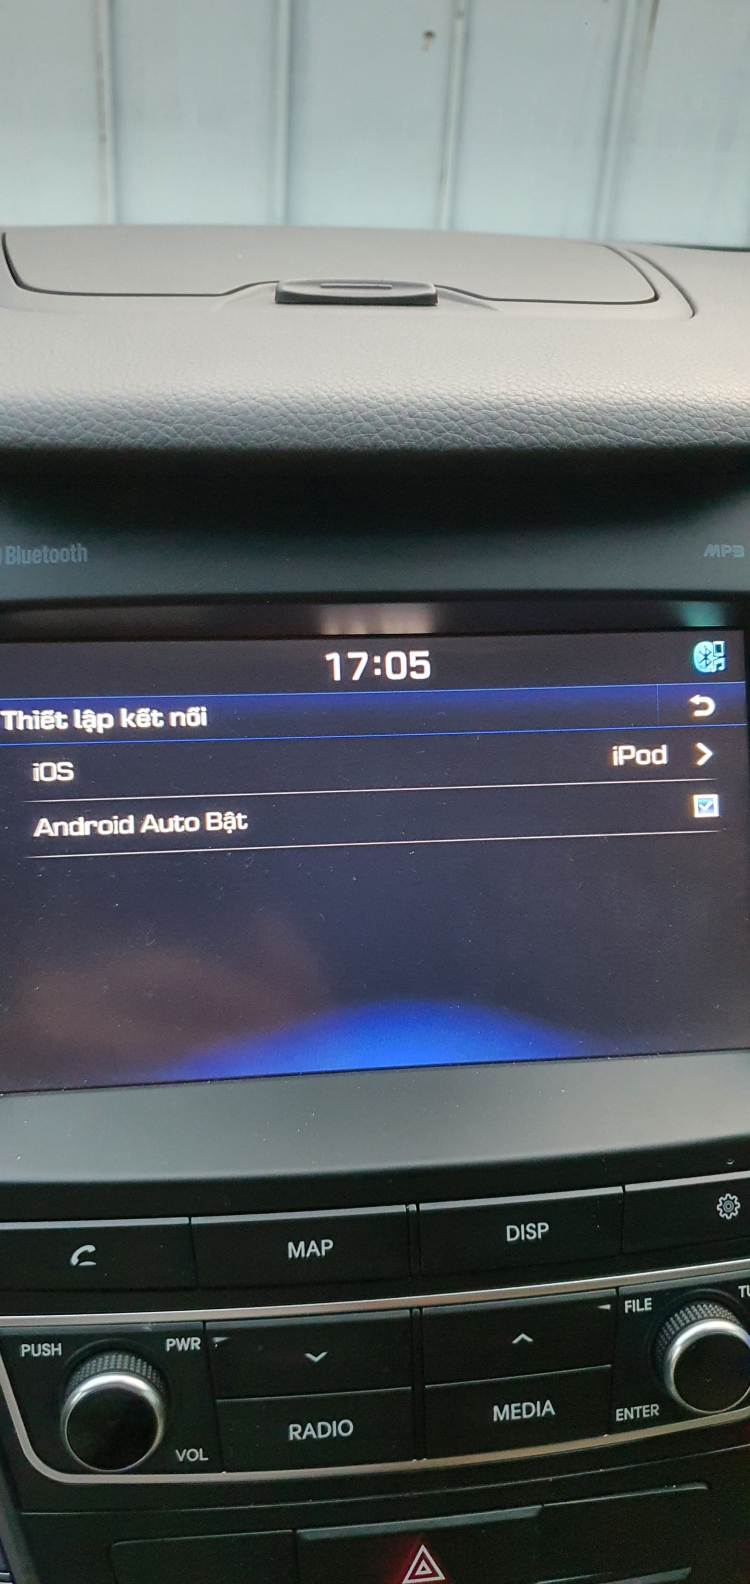 Bluetooth
MP3
17:05
Thiết lập kết nối
iOS iPod
Android Auto Bật
MAP
DISP
PUSH
PWR
FILE
VOL
RADIO
MEDIA
ENTER